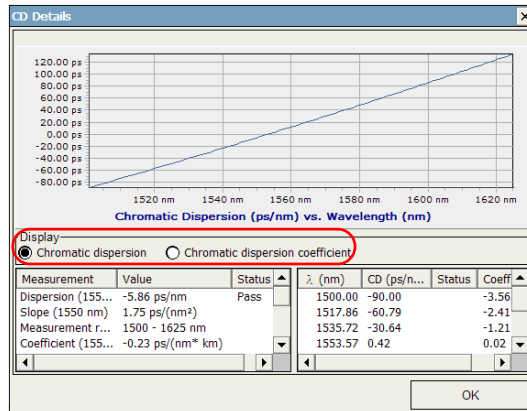 CD Details
120.00 ps
100.00 ps
80.00 ps
60.00 ps
40.00 ps
20.00 ps
0.00 ps
-20.00 ps
-40.00 ps
-60.00 ps
-80.00 ps
1520 nm 1540 nm 1560 nm 1580 nm 1600 nm 1620 nm
Chromatic Dispersion (ps/nm) vs. Wavelength (nm)
Display
Chromatic dispersion Chromatic dispersion coefficient
Measurement Value Status
Dispersion (155... -5.86 ps/nm Pass
Slope (1550 nm) 1.75 ps/(nm²)
Measurement r... 1500 - 1625 nm
Coefficient (155... -0.23 ps/(nm* km)
λ (nm) CD (ps/n... Status Coeff
1500.00 -90.00 -3.56
1517.86 -60.79 -2.41
1535.72 -30.64 -1.21
1553.57 0.42 0.02
OK